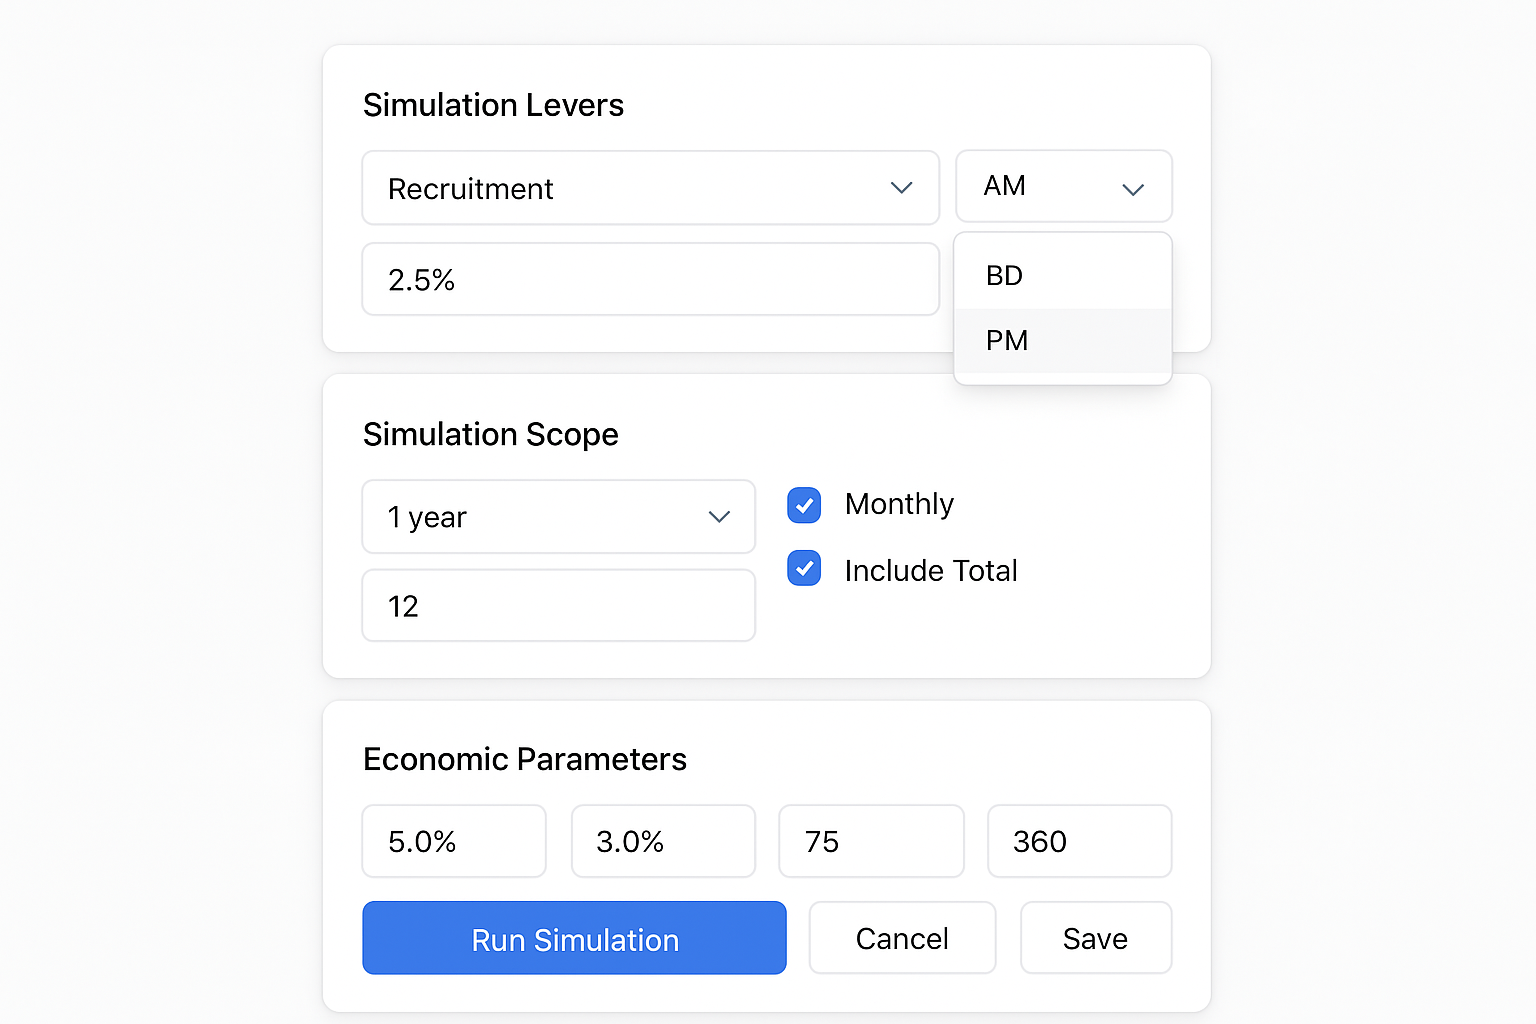 Simulation Levers
Recruitment
AM
2.5%
BD
PM
Simulation Scope
1 year
Monthly
Include Total
12
Economic Parameters
5.0%
3.0%
75
360
Run Simulation
Cancel
Save